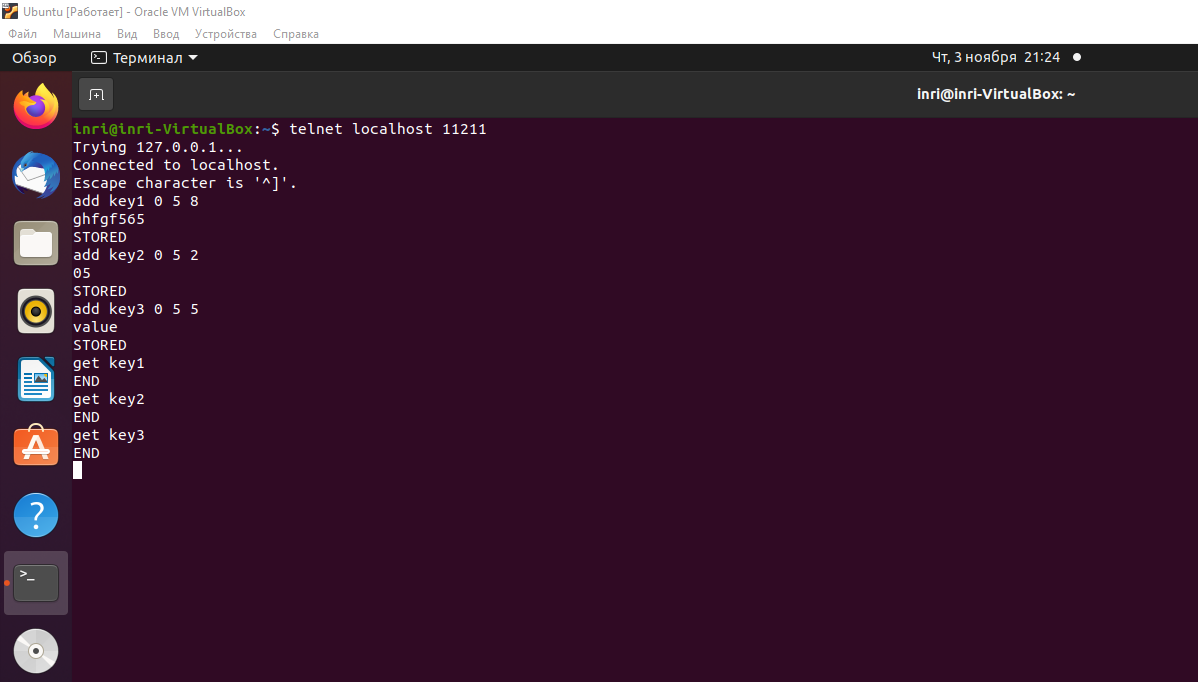 Ubuntu [Работает] - Oracle VM VirtualBox
Файл Машина Вид Ввод Устройства Справка
Обзор Терминал Чт, 3 ноября 21:24
inri@inri-VirtualBox: ~
inri@inri-VirtualBox:~$ telnet localhost 11211
Trying 127.0.0.1...
Connected to localhost.
Escape character is '^]'.
add key1 0 5 8
ghfgf565
STORED
add key2 0 5 2
05
STORED
add key3 0 5 5
value
STORED
get key1
END
get key2
END
get key3
END